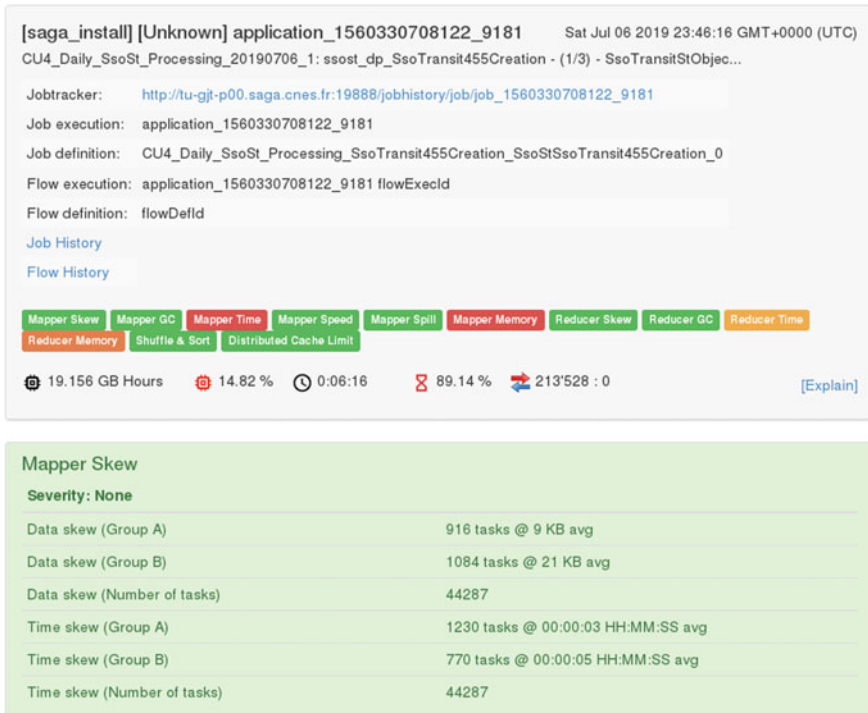 [saga_install] [Unknown] application_1560330708122_9181 Sat Jul 06 2019 23:46:16 GMT+0000 (UTC)
CU4_Daily_SsoSt_Processing_20190706_1: ssost_dp_SsoTransit455Creation - (1/3) - SsoTransitStObjec...
Jobtracker: http://tu-gjt-p00.saga.cnes.fr:19888/jobhistory/job/job_1560330708122_9181
Job execution: application_1560330708122_9181
Job definition: CU4_Daily_SsoSt_Processing_SsoTransit455Creation_SsoStSsoTransit455Creation_0
Flow execution: application_1560330708122_9181 flowExecId
Flow definition: flowDefId
Job History
Flow History
Mapper Skew Mapper GC Mapper Time Mapper Speed Mapper Spill Mapper Memory Reducer Skew Reducer GC Reducer Time
Reducer Memory Shuffle & Sort Distributed Cache Limit
19.156 GB Hours 14.82 % 0:06:16 89.14 % 213'528 : 0 [Explain]
Mapper Skew
Severity: None
Data skew (Group A) 916 tasks @ 9 KB avg
Data skew (Group B) 1084 tasks @ 21 KB avg
Data skew (Number of tasks) 44287
Time skew (Group A) 1230 tasks @ 00:00:03 HH:MM:SS avg
Time skew (Group B) 770 tasks @ 00:00:05 HH:MM:SS avg
Time skew (Number of tasks) 44287